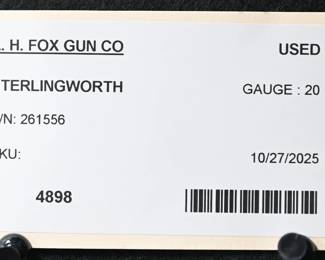 . H. FOX GUN CO USED
TERLINGWORTH GAUGE : 20
/N: 261556
KU: 10/27/2025
4898